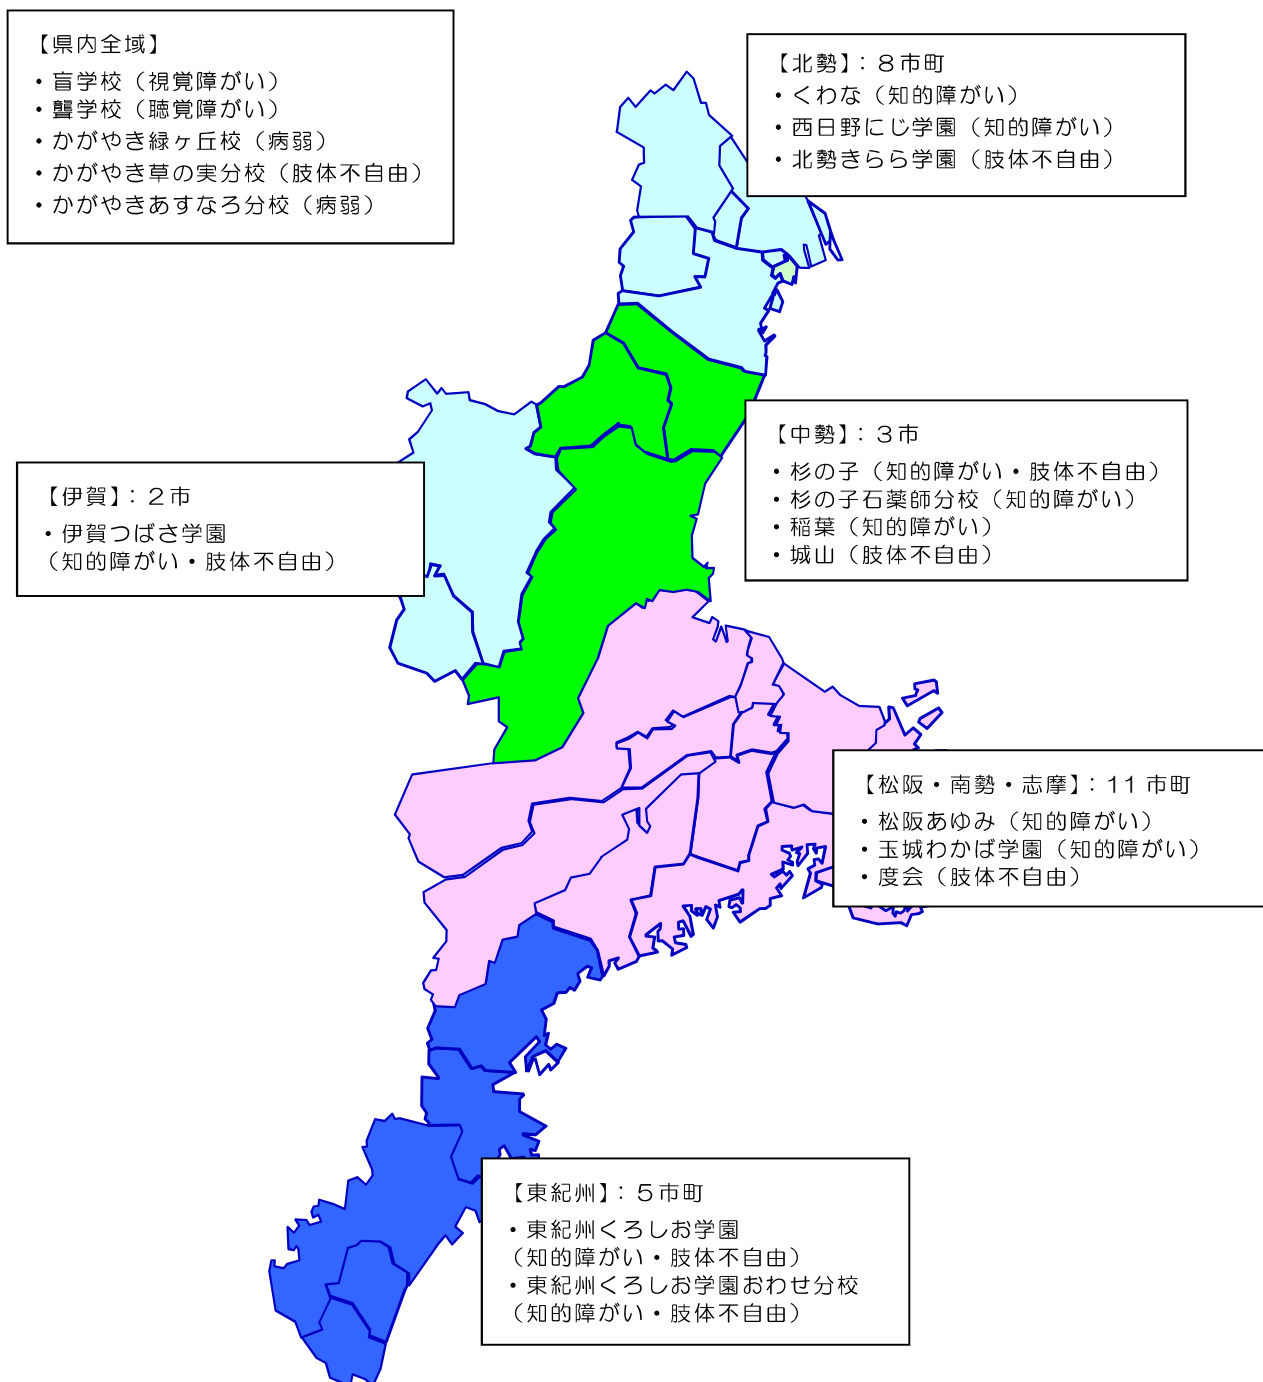 【県内全域】
・盲学校（視覚障がい）
・聾学校（聴覚障がい）
・かがやき緑ヶ丘校（病弱）
・かがやき草の実分校（肢体不自由）
・かがやきあすなろ分校（病弱）
【北勢】：８市町
・くわな（知的障がい）
・西日野にじ学園（知的障がい）
・北勢きらら学園（肢体不自由）
【中勢】：３市
・杉の子（知的障がい・肢体不自由）
・杉の子石薬師分校（知的障がい）
・稲葉（知的障がい）
・城山（肢体不自由）
【伊賀】：２市
・伊賀つばさ学園
（知的障がい・肢体不自由）
【松阪・南勢・志摩】：11 市町
・松阪あゆみ（知的障がい）
・玉城わかば学園（知的障がい）
・度会（肢体不自由）
【東紀州】：５市町
・東紀州くろしお学園
（知的障がい・肢体不自由）
・東紀州くろしお学園おわせ分校
（知的障がい・肢体不自由）